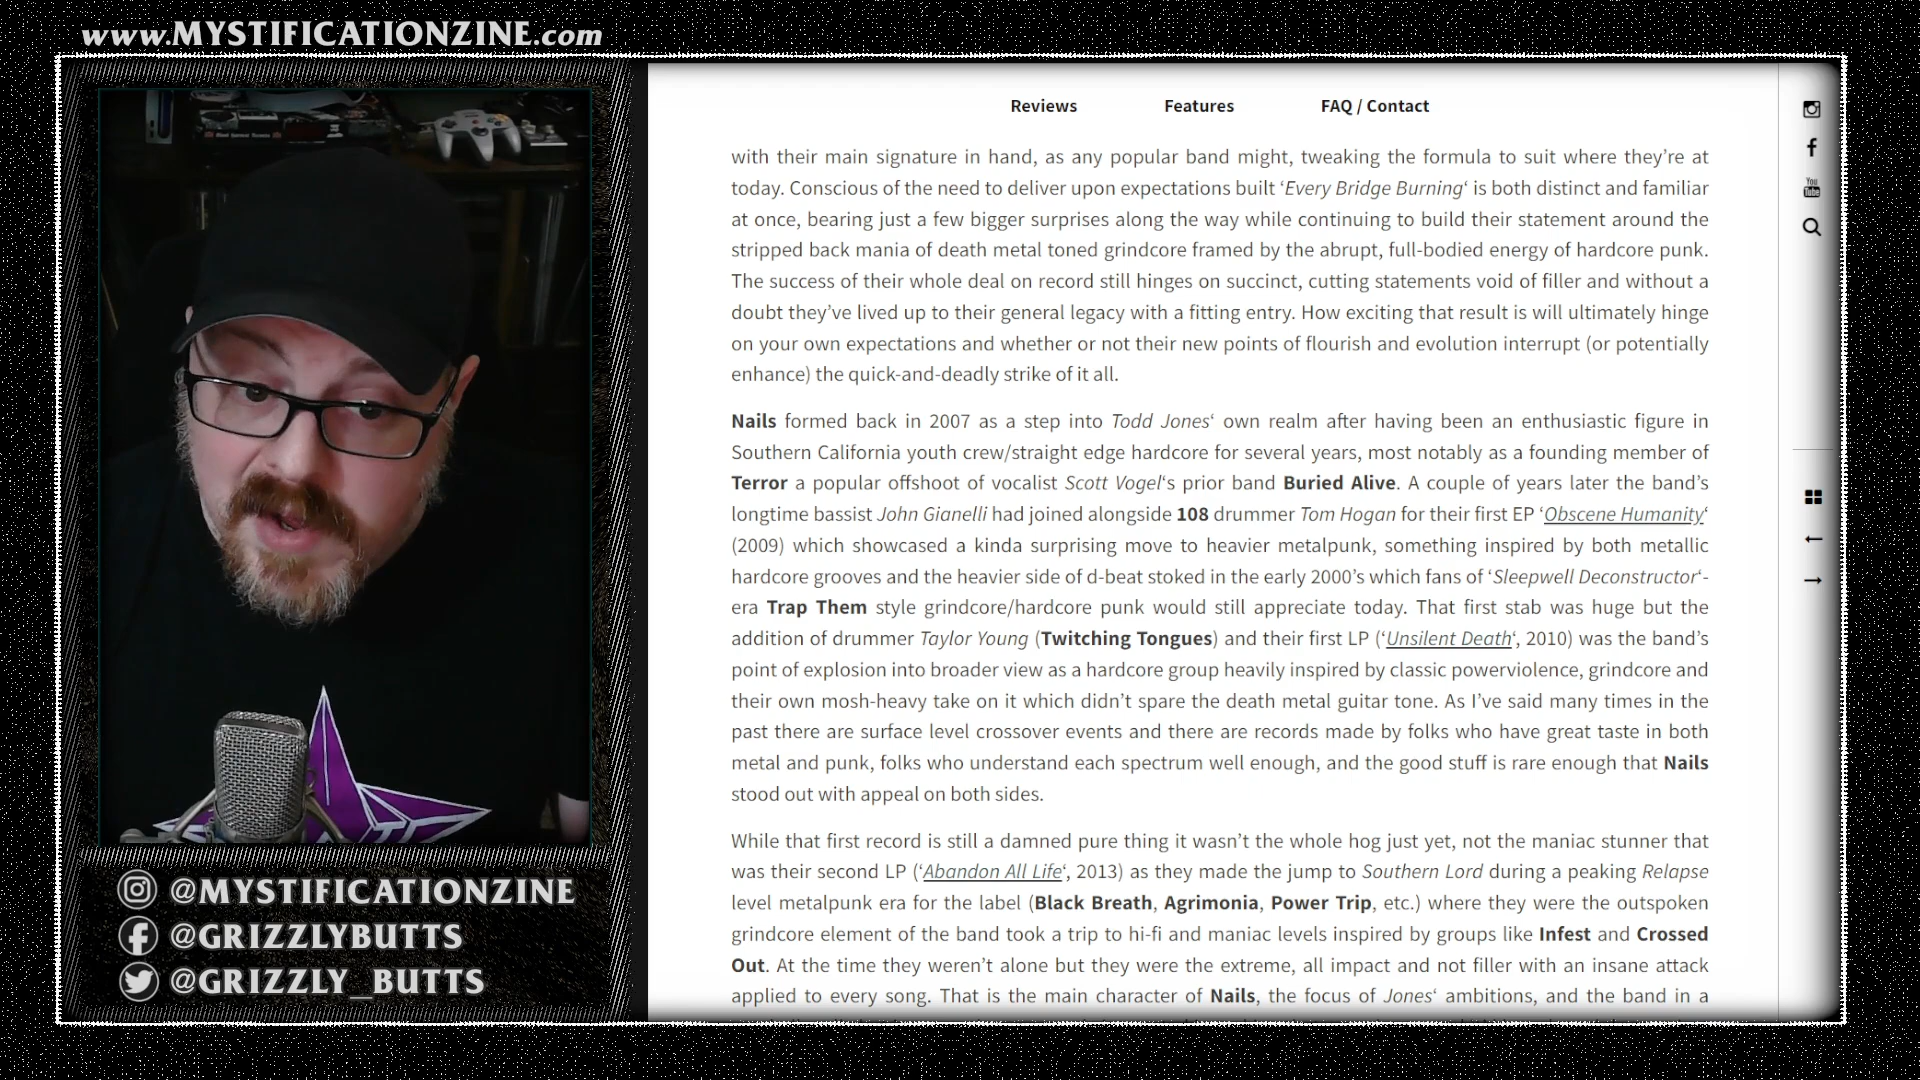 www.MYSTIFICATIONZINE.com
Reviews Features FAQ / Contact
with their main signature in hand, as any popular band might, tweaking the formula to suit where they’re at
today. Conscious of the need to deliver upon expectations built ‘Every Bridge Burning‘ is both distinct and familiar
at once, bearing just a few bigger surprises along the way while continuing to build their statement around the
stripped back mania of death metal toned grindcore framed by the abrupt, full-bodied energy of hardcore punk.
The success of their whole deal on record still hinges on succinct, cutting statements void of filler and without a
doubt they’ve lived up to their general legacy with a fitting entry. How exciting that result is will ultimately hinge
on your own expectations and whether or not their new points of flourish and evolution interrupt (or potentially
enhance) the quick-and-deadly strike of it all.
Nails formed back in 2007 as a step into Todd Jones‘ own realm after having been an enthusiastic figure in
Southern California youth crew/straight edge hardcore for several years, most notably as a founding member of
Terror a popular offshoot of vocalist Scott Vogel‘s prior band Buried Alive. A couple of years later the band’s
longtime bassist John Gianelli had joined alongside 108 drummer Tom Hogan for their first EP ‘Obscene Humanity‘
(2009) which showcased a kinda surprising move to heavier metalpunk, something inspired by both metallic
hardcore grooves and the heavier side of d-beat stoked in the early 2000’s which fans of ‘Sleepwell Deconstructor‘-
era Trap Them style grindcore/hardcore punk would still appreciate today. That first stab was huge but the
addition of drummer Taylor Young (Twitching Tongues) and their first LP (‘Unsilent Death‘, 2010) was the band’s
point of explosion into broader view as a hardcore group heavily inspired by classic powerviolence, grindcore and
their own mosh-heavy take on it which didn’t spare the death metal guitar tone. As I’ve said many times in the
past there are surface level crossover events and there are records made by folks who have great taste in both
metal and punk, folks who understand each spectrum well enough, and the good stuff is rare enough that Nails
stood out with appeal on both sides.
While that first record is still a damned pure thing it wasn’t the whole hog just yet, not the maniac stunner that
was their second LP (‘Abandon All Life‘, 2013) as they made the jump to Southern Lord during a peaking Relapse
level metalpunk era for the label (Black Breath, Agrimonia, Power Trip, etc.) where they were the outspoken
grindcore element of the band took a trip to hi-fi and maniac levels inspired by groups like Infest and Crossed
Out. At the time they weren’t alone but they were the extreme, all impact and not filler with an insane attack
applied to every song. That is the main character of Nails, the focus of Jones‘ ambitions, and the band in a
You
Tube
@MYSTIFICATIONZINE
@GRIZZLYBUTTS
@GRIZZLY_BUTTS